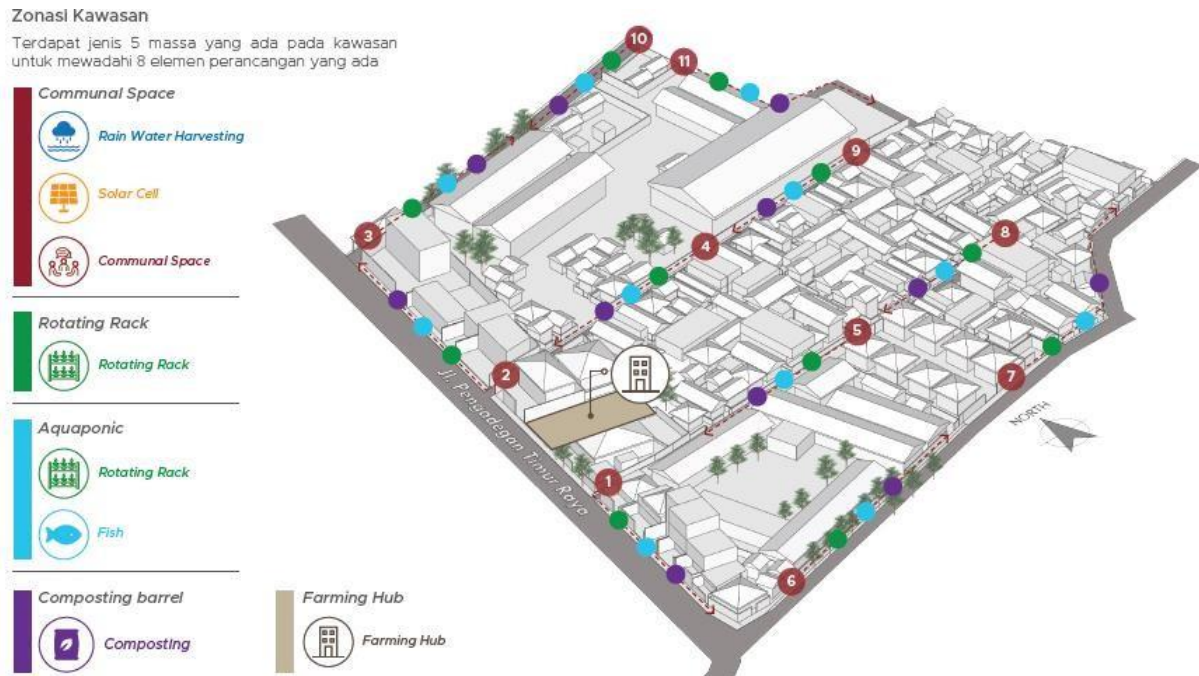 Zonasi Kawasan
Terdapat jenis 5 massa yang ada pada kawasan
untuk mewadahi 8 elemen perancangan yang ada
Communal Space
Rain Water Harvesting
Solar Cell
Communal Space
Rotating Rack
Rotating Rack
Aquaponic
Rotating Rack
Fish
Composting barrel
Composting
Farming Hub
Farming Hub
10
11
9
3
4
8
5
2
7
1
6
Jl. Pengadegan Timur Raya
NORTH